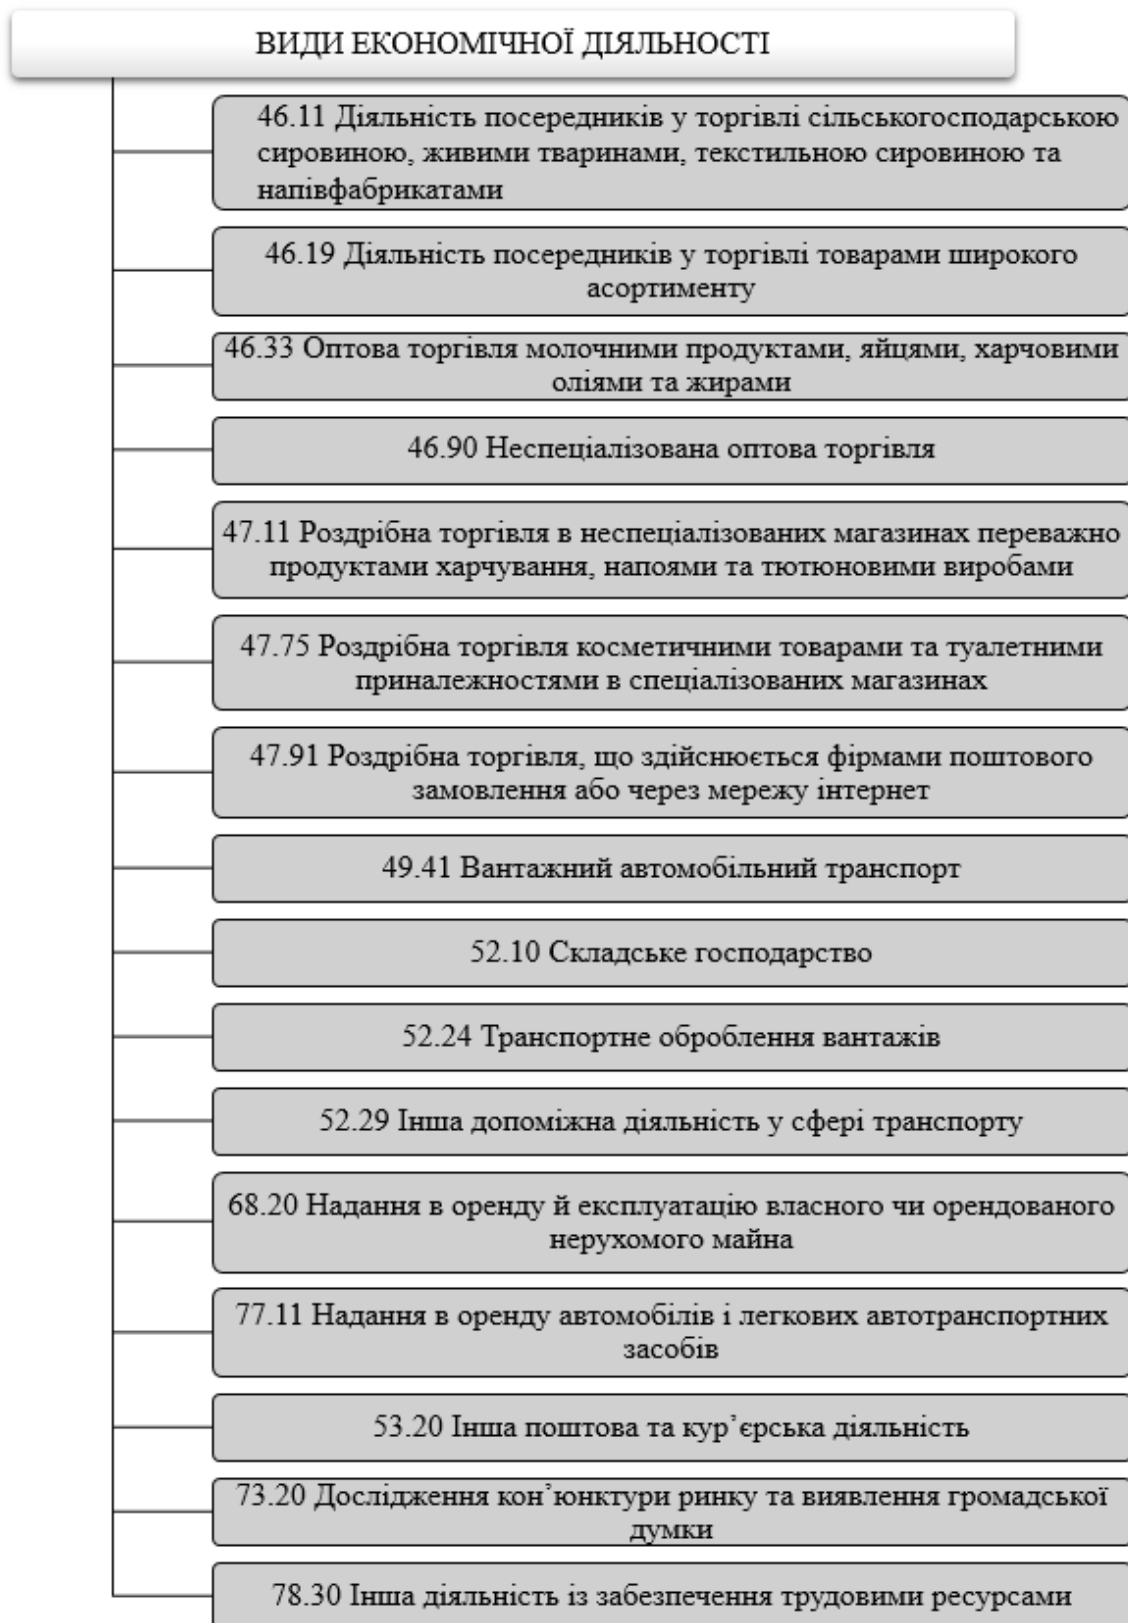 ВИДИ ЕКОНОМІЧНОЇ ДІЯЛЬНОСТІ
46.11 Діяльність посередників у торгівлі сільськогосподарською
сировиною, живими тваринами, текстильною сировиною та
напівфабрикатами
46.19 Діяльність посередників у торгівлі товарами широкого
асортименту
46.33 Оптова торгівля молочними продуктами, яйцями, харчовими
оліями та жирами
46.90 Неспеціалізована оптова торгівля
47.11 Роздрібна торгівля в неспеціалізованих магазинах переважно
продуктами харчування, напоями та тютюновими виробами
47.75 Роздрібна торгівля косметичними товарами та туалетними
приналежностями в спеціалізованих магазинах
47.91 Роздрібна торгівля, що здійснюється фірмами поштового
замовлення або через мережу інтернет
49.41 Вантажний автомобільний транспорт
52.10 Складське господарство
52.24 Транспортне оброблення вантажів
52.29 Інша допоміжна діяльність у сфері транспорту
68.20 Надання в оренду й експлуатацію власного чи орендованого
нерухомого майна
77.11 Надання в оренду автомобілів і легкових автотранспортних
засобів
53.20 Інша поштова та кур’єрська діяльність
73.20 Дослідження кон’юнктури ринку та виявлення громадської
думки
78.30 Інша діяльність із забезпечення трудовими ресурсами